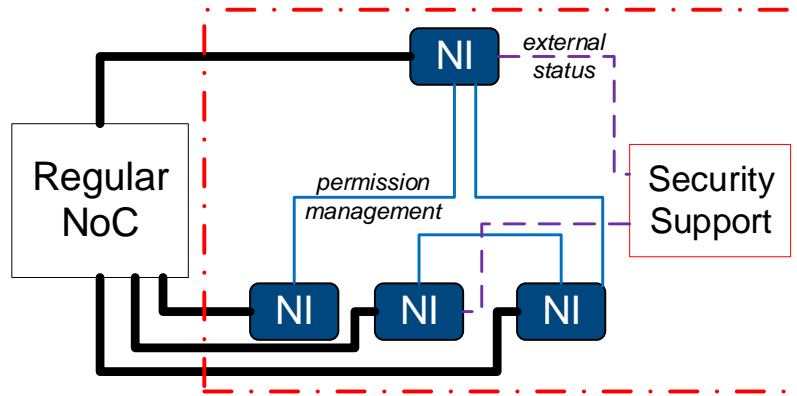 NI
external
status
Regular
NoC
permission
management
Security
Support
NI
NI
NI